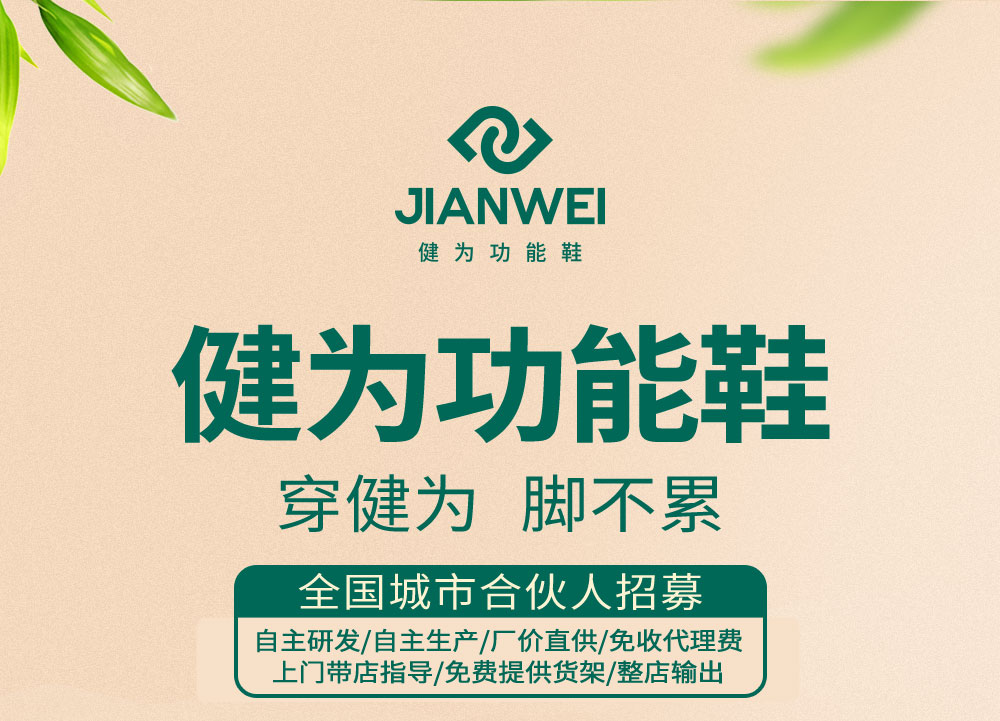 JIANWEI
健为功能鞋
健为功能鞋
穿健为 脚不累
全国城市合伙人招募
自主研发/自主生产/厂价直供/免收代理费
上门带店指导/免费提供货架/整店输出